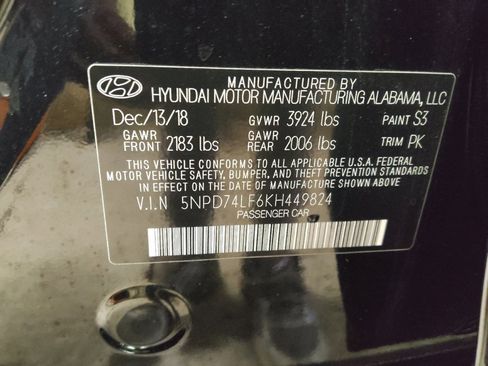 MANUFACTURED BY
HYUNDAI MOTOR MANUFACTURING ALABAMA, LLC
Dec/13/18 GVWR 3924 lbs PAINT S3
GAWR FRONT 2183 lbs GAWR REAR 2006 lbs TRIM PK
THIS VEHICLE CONFORMS TO ALL APPLICABLE U.S.A. FEDERAL
MOTOR VEHICLE SAFETY, BUMPER, AND THEFT PREVENTION STANDARDS
IN EFFECT ON THE DATE OF MANUFACTURE SHOWN ABOVE.
V.I.N 5NPD74LF6KH449824
PASSENGER CAR